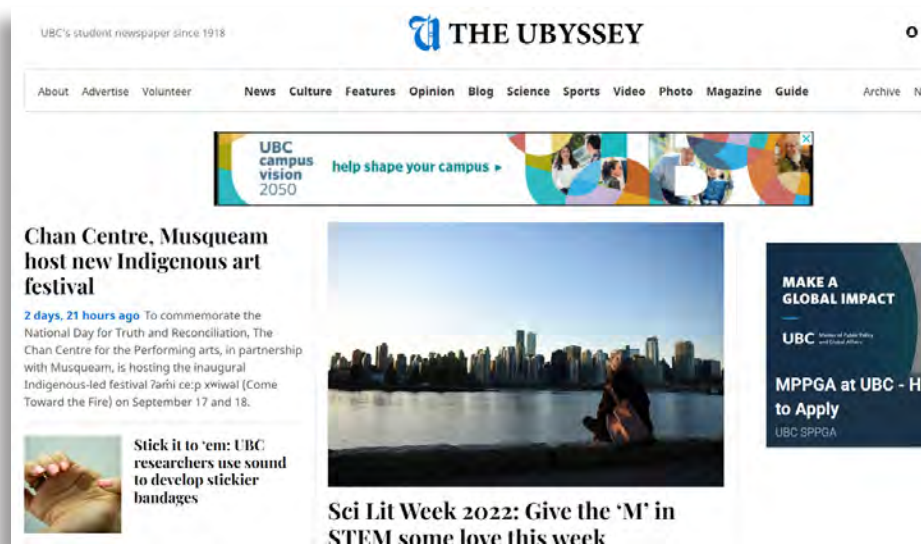 UBC's student newspaper since 1918
THE UBYSSEY
About Advertise Volunteer News Culture Features Opinion Blog Science Sports Video Photo Magazine Guide Archive
UBC
campus
vision
2050
help shape your campus ▸
Chan Centre, Musqueam
host new Indigenous art
festival
2 days, 21 hours ago To commemorate the
National Day for Truth and Reconciliation, The
Chan Centre for the Performing arts, in partnership
with Musqueam, is hosting the inaugural
Indigenous-led festival ʔəm̓i ce:p xʷiwəl (Come
Toward the Fire) on September 17 and 18.
Stick it to ‘em: UBC
researchers use sound
to develop stickier
bandages
Sci Lit Week 2022: Give the ‘M’ in
STEM some love this week
MAKE A
GLOBAL IMPACT
UBC
MPPGA at UBC - H
to Apply
UBC SPPGA